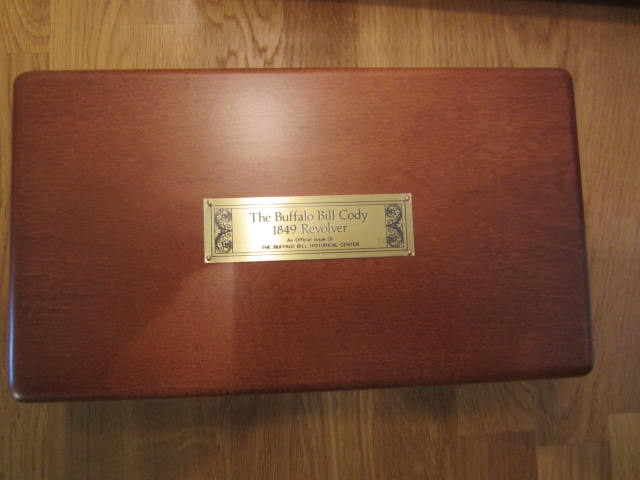 The Buffalo Bill Cody
1849 Revolver
An Official Issue Of
THE BUFFALO BILL HISTORICAL CENTER